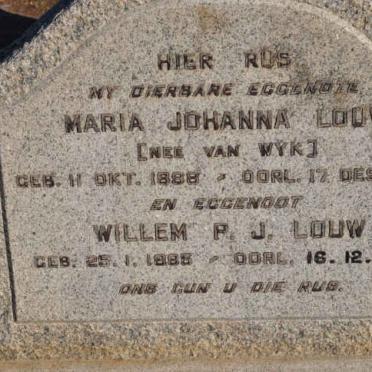 HIER RUS
MY DIERBARE EGGENOTE
MARIA JOHANNA LOUW
[NEE VAN WYK]
GEB. 11 OKT. 1888 - OORL. 17 DES
EN EGGENOOT
WILLEM P. J. LOUW
GEB. 25.1.1885 - OORL. 16.12.
ONS GUN U DIE RUS.